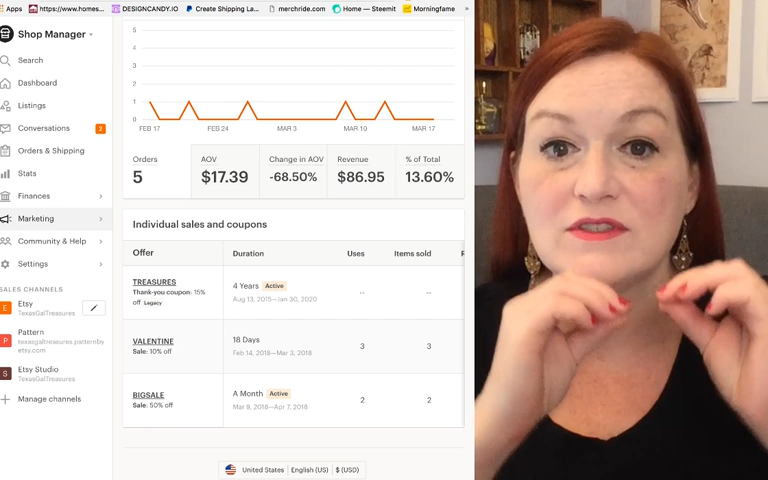 Apps https://www.homes... DESIGNCANDY.IO Create Shipping La... merchride.com Home — Steemit Morningfame »
Shop Manager
Search
Dashboard
Listings
Conversations 2
Orders & Shipping
Stats
Finances
Marketing
Community & Help
Settings
SALES CHANNELS
E Etsy
TexasGalTreasures
P Pattern
texasgaltreasures.patternby
etsy.com
S Etsy Studio
TexasGalTreasures
Manage channels
5
4
3
2
1
0
FEB 17 FEB 24 MAR 3 MAR 10 MAR 17
Orders AOV Change in AOV Revenue % of Total
5 $17.39 -68.50% $86.95 13.60%
Individual sales and coupons
Offer Duration Uses Items sold R
TREASURES
Thank-you coupon: 15%
off Legacy
4 Years Active
Aug 13, 2015—Jan 30, 2020
-- --
VALENTINE
Sale: 10% off
18 Days
Feb 14, 2018—Mar 3, 2018
3 3
BIGSALE
Sale: 50% off
A Month Active
Mar 9, 2018—Apr 7, 2018
2 2
United States | English (US) | $ (USD)